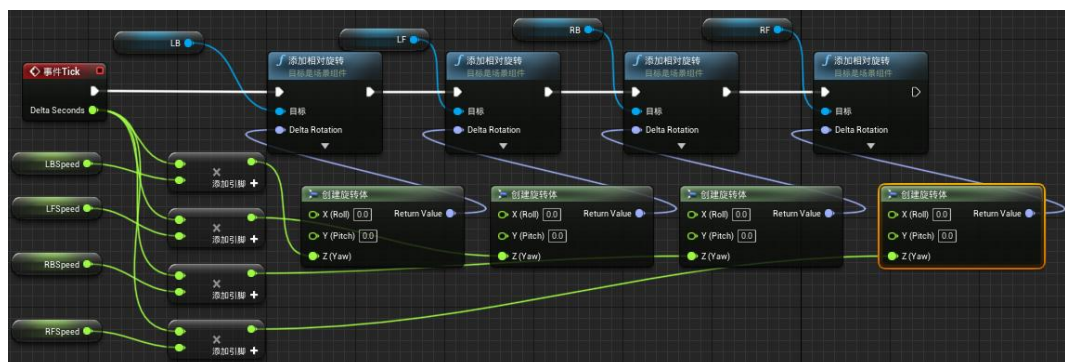 LB
LF
RB
RF
事件Tick
Delta Seconds
f 添加相对旋转
目标是场景组件
目标
Delta Rotation
f 添加相对旋转
目标是场景组件
目标
Delta Rotation
f 添加相对旋转
目标是场景组件
目标
Delta Rotation
f 添加相对旋转
目标是场景组件
目标
Delta Rotation
LBSpeed
LFSpeed
RBSpeed
RFSpeed
×
添加引脚 +
×
添加引脚 +
×
添加引脚 +
×
添加引脚 +
创建旋转体
X (Roll) 0.0 Return Value
Y (Pitch) 0.0
Z (Yaw)
创建旋转体
X (Roll) 0.0 Return Value
Y (Pitch) 0.0
Z (Yaw)
创建旋转体
X (Roll) 0.0 Return Value
Y (Pitch) 0.0
Z (Yaw)
创建旋转体
X (Roll) 0.0 Return Value
Y (Pitch) 0.0
Z (Yaw)